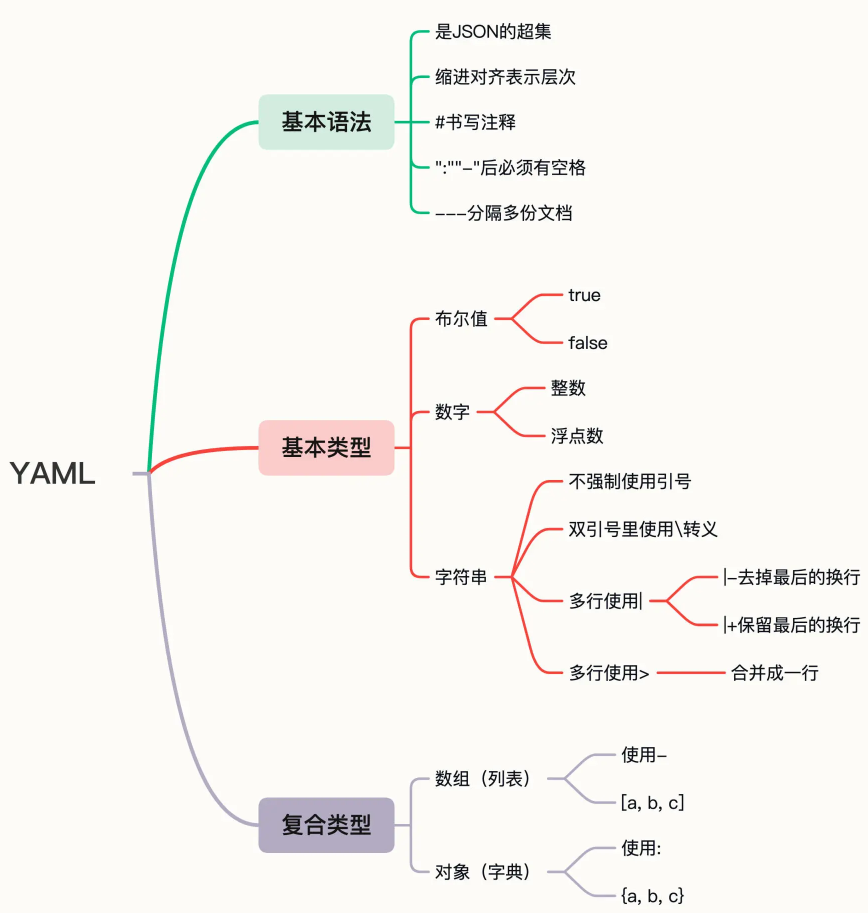 YAML
基本语法
是JSON的超集
缩进对齐表示层次
#书写注释
":""-"后必须有空格
---分隔多份文档
基本类型
布尔值
true
false
数字
整数
浮点数
字符串
不强制使用引号
双引号里使用\转义
多行使用|
|-去掉最后的换行
|+保留最后的换行
多行使用>
合并成一行
复合类型
数组（列表）
使用-
[a, b, c]
对象（字典）
使用:
{a, b, c}